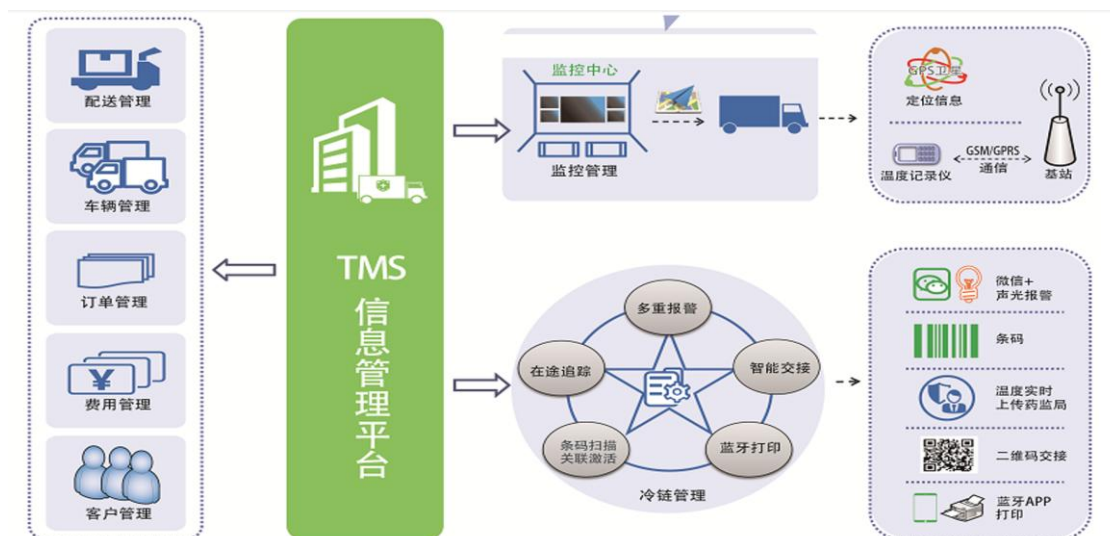 配送管理
车辆管理
订单管理
费用管理
客户管理
TMS
信息管理平台
监控中心
监控管理
GPS卫星
定位信息
温度记录仪
GSM/GPRS
通信
基站
多重报警
在途追踪
智能交接
条码扫描
关联激活
蓝牙打印
冷链管理
微信+
声光报警
条码
温度实时
上传药监局
二维码交接
蓝牙APP
打印